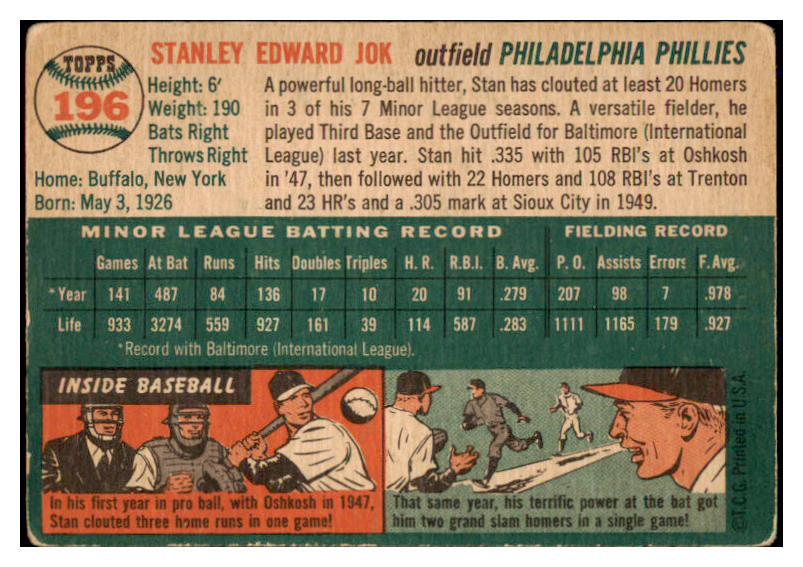 TOPPS
196
STANLEY EDWARD JOK outfield PHILADELPHIA PHILLIES
Height: 6'
Weight: 190
Bats Right
Throws Right
Home: Buffalo, New York
Born: May 3, 1926
A powerful long-ball hitter, Stan has clouted at least 20 Homers
in 3 of his 7 Minor League seasons. A versatile fielder, he
played Third Base and the Outfield for Baltimore (International
League) last year. Stan hit .335 with 105 RBI's at Oshkosh
in '47, then followed with 22 Homers and 108 RBI's at Trenton
and 23 HR's and a .305 mark at Sioux City in 1949.
MINOR LEAGUE BATTING RECORD FIELDING RECORD
Games At Bat Runs Hits Doubles Triples H. R. R.B.I. B. Avg. P. O. Assists Errors F. Avg.
*Year 141 487 84 136 17 10 20 91 .279 207 98 7 .978
Life 933 3274 559 927 161 39 114 587 .283 1111 1165 179 .927
*Record with Baltimore (International League).
INSIDE BASEBALL
In his first year in pro ball, with Oshkosh in 1947,
Stan clouted three home runs in one game!
That same year, his terrific power at the bat got
him two grand slam homers in a single game!
©T.C.G. Printed in U.S.A.